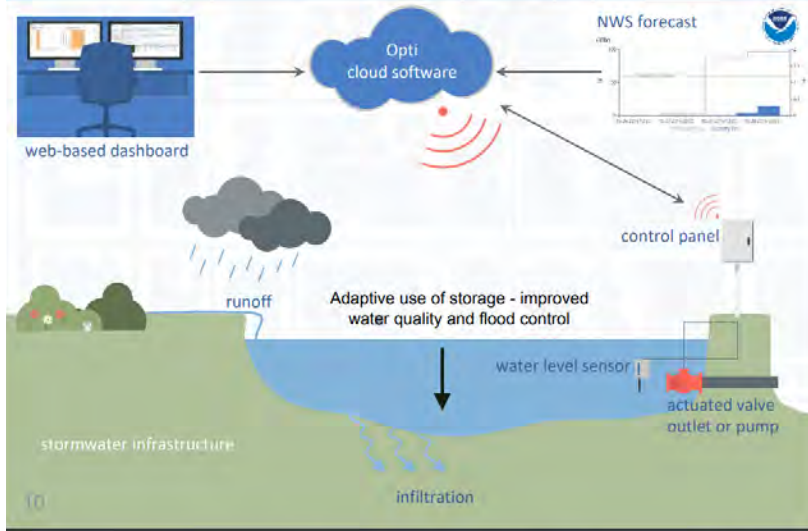 NWS forecast
Opti
cloud software
web-based dashboard
control panel
runoff
Adaptive use of storage - improved
water quality and flood control
water level sensor
actuated valve
outlet or pump
stormwater infrastructure
infiltration
10